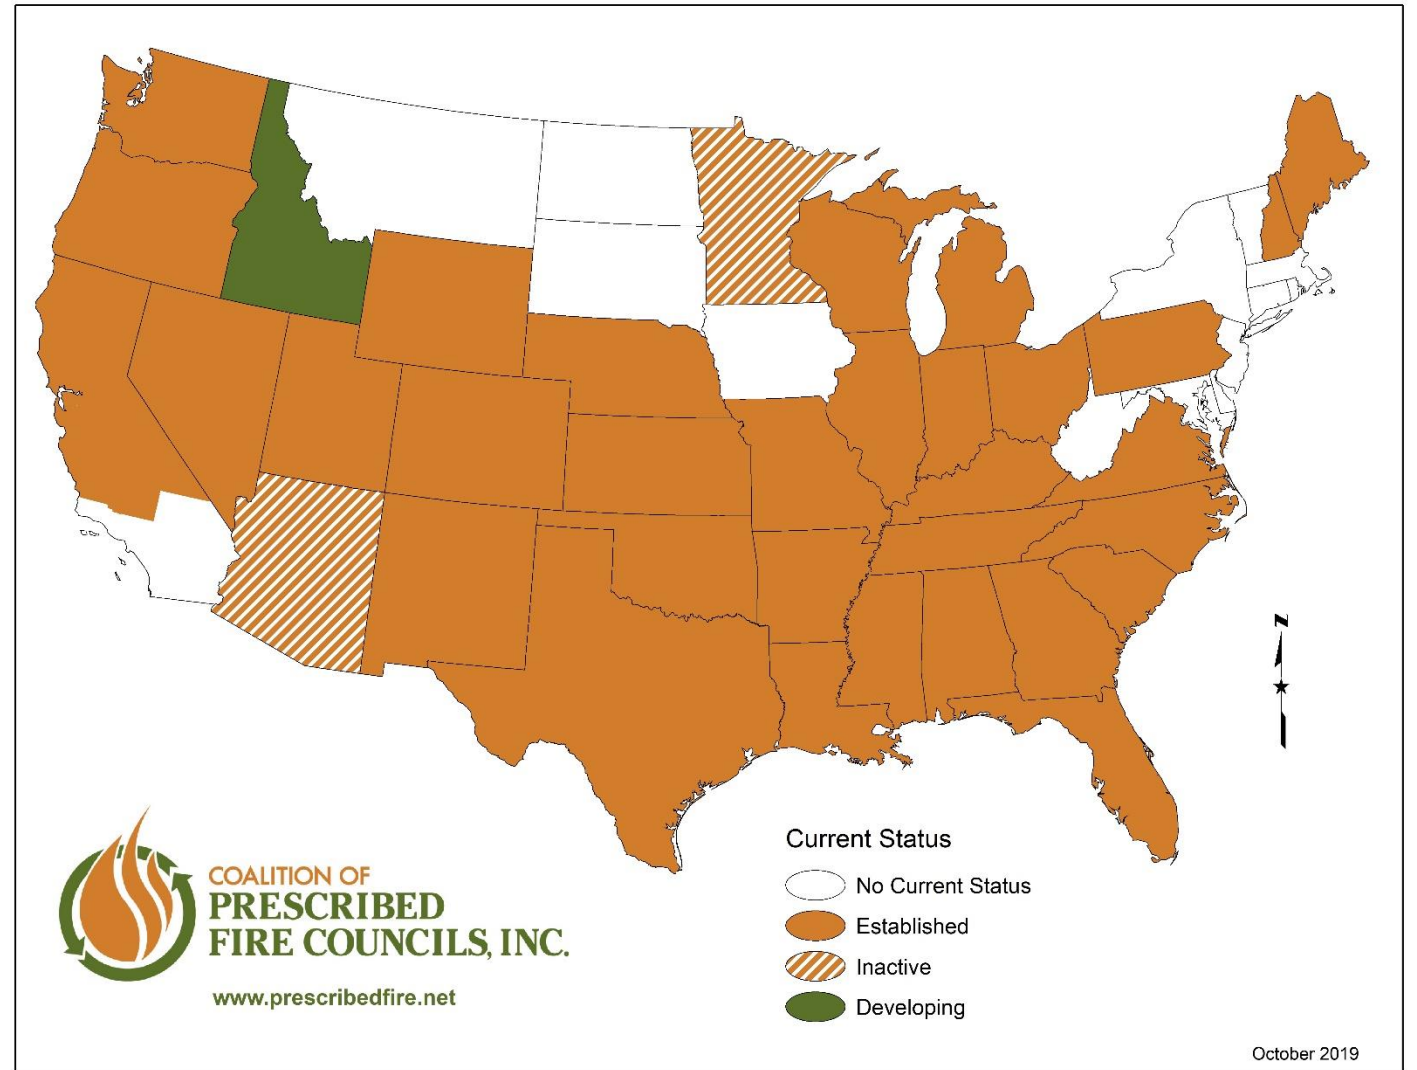 N
COALITION OF
PRESCRIBED
FIRE COUNCILS, INC.
www.prescribedfire.net
Current Status
No Current Status
Established
Inactive
Developing
October 2019